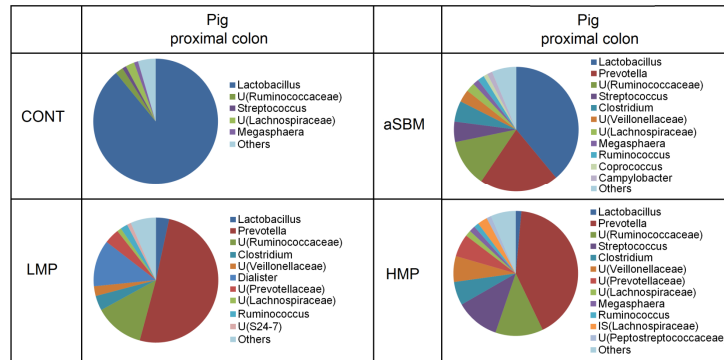 Pig
proximal colon
Pig
proximal colon
CONT
Lactobacillus
U(Ruminococcaceae)
Streptococcus
U(Lachnospiraceae)
Megasphaera
Others
aSBM
Lactobacillus
Prevotella
U(Ruminococcaceae)
Streptococcus
Clostridium
U(Veillonellaceae)
U(Lachnospiraceae)
Megasphaera
Ruminococcus
Coprococcus
Campylobacter
Others
LMP
Lactobacillus
Prevotella
U(Ruminococcaceae)
Clostridium
U(Veillonellaceae)
Dialister
U(Prevotellaceae)
U(Lachnospiraceae)
Ruminococcus
U(S24-7)
Others
HMP
Lactobacillus
Prevotella
U(Ruminococcaceae)
Streptococcus
Clostridium
U(Veillonellaceae)
U(Prevotellaceae)
U(Lachnospiraceae)
Megasphaera
Ruminococcus
IS(Lachnospiraceae)
U(Peptostreptococcaceae
Others